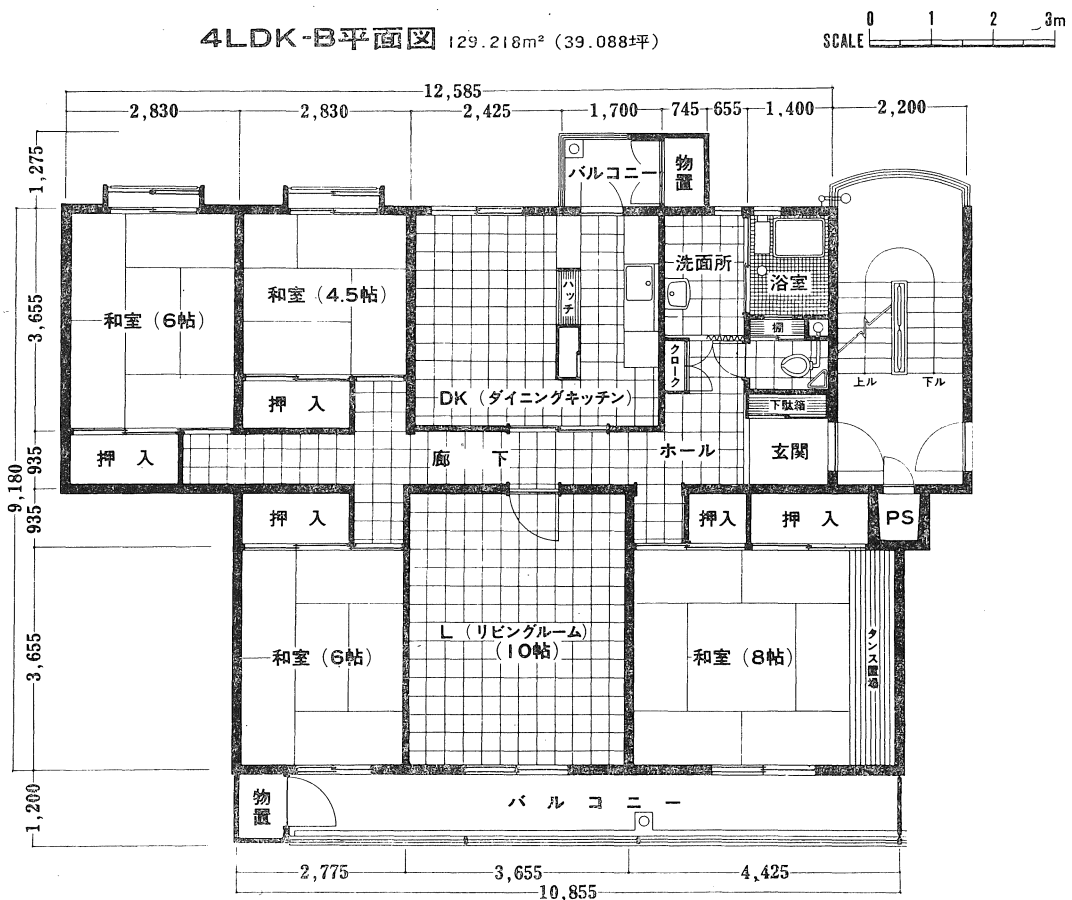 4LDK-B平面図 129.218m² (39.088坪)
SCALE 0 1 2 3m
12,585
2,830 2,830 2,425 1,700 745 655 1,400 2,200
1,275
バルコニー
物置
洗面所
浴室
和室(6帖)
和室(4.5帖)
ハッチ
棚
3,655
クローク
上ル 下ル
押入
DK(ダイニングキッチン)
下駄箱
押入
廊下
ホール
玄関
935
9,180
935
押入
押入
押入
PS
L(リビングルーム)
(10帖)
和室(6帖)
和室(8帖)
タンス置場
3,655
物置
バルコニー
1,200
2,775 3,655 4,425
10,855